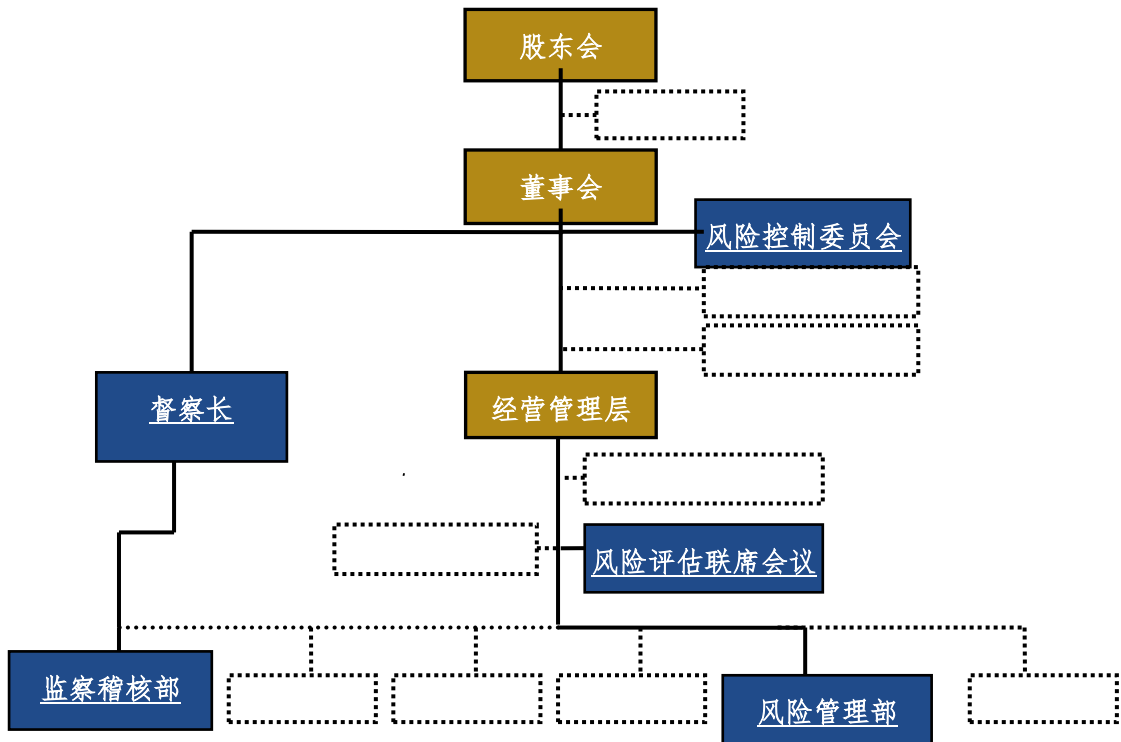 股东会
董事会
风险控制委员会
督察长
经营管理层
风险评估联席会议
监察稽核部
风险管理部